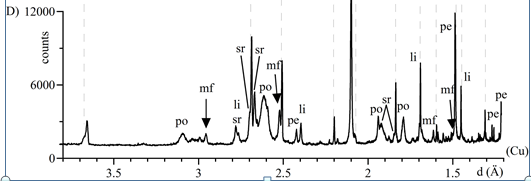 D)
12000
counts
6000
0
po mf sr li sr sr po mf pe li po sr po li mf pe mf li pe pe
3.5 3 2.5 2 1.5 d (Å) (Cu)